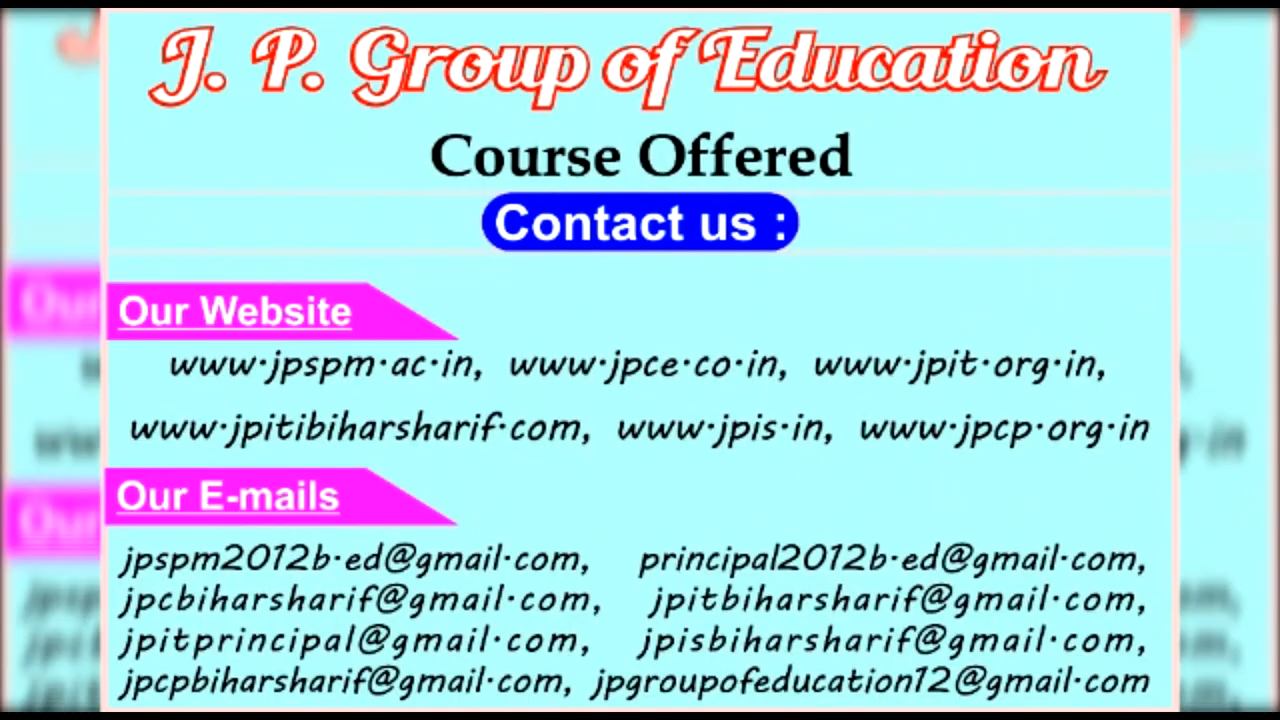 J. P. Group of Education
Course Offered
Contact us :
Our Website
www.jpspm.ac.in, www.jpce.co.in, www.jpit.org.in,
www.jpitibiharsharif.com, www.jpis.in, www.jpcp.org.in
Our E-mails
jpspm2012b.ed@gmail.com, principal2012b.ed@gmail.com,
jpcbiharsharif@gmail.com, jpitbiharsharif@gmail.com,
jpitprincipal@gmail.com, jpisbiharsharif@gmail.com,
jpcpbiharsharif@gmail.com, jpgroupofeducation12@gmail.com